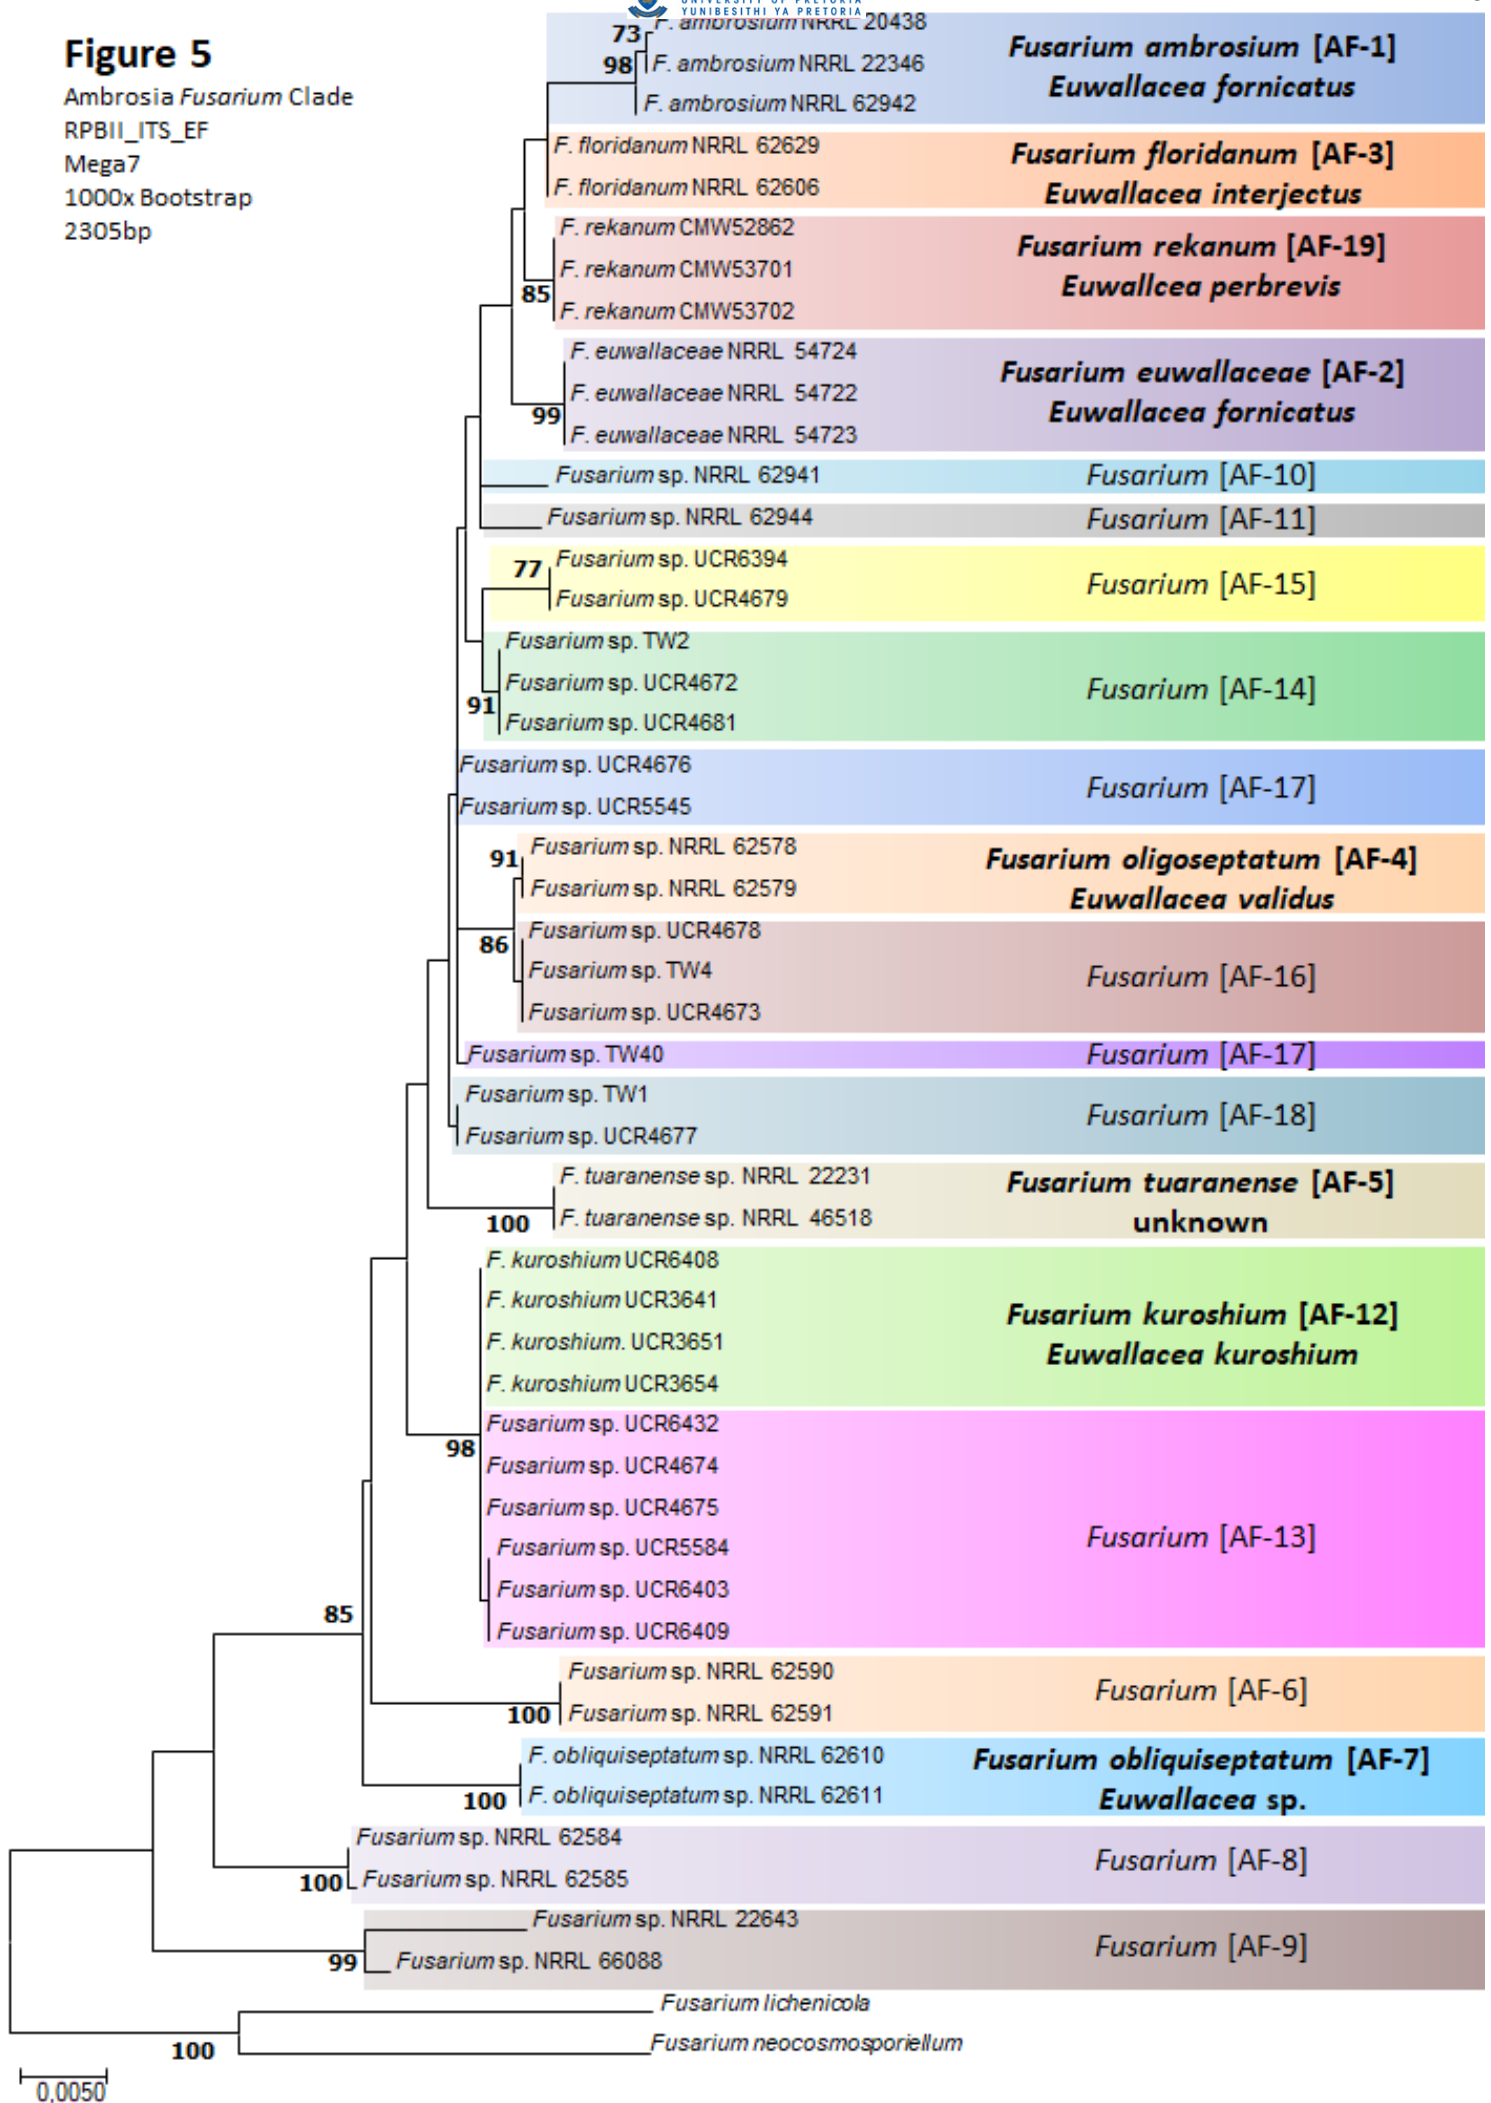 UNIVERSITY OF PRETORIA
YUNIBESITHI YA PRETORIA
Figure 5
Ambrosia Fusarium Clade
RPBII_ITS_EF
Mega7
1000x Bootstrap
2305bp
73
98
F. ambrosium NRRL 20438
F. ambrosium NRRL 22346
F. ambrosium NRRL 62942
Fusarium ambrosium [AF-1]
Euwallacea fornicatus
F. floridanum NRRL 62629
F. floridanum NRRL 62606
Fusarium floridanum [AF-3]
Euwallacea interjectus
85
F. rekanum CMW52862
F. rekanum CMW53701
F. rekanum CMW53702
Fusarium rekanum [AF-19]
Euwallcea perbrevis
99
F. euwallaceae NRRL 54724
F. euwallaceae NRRL 54722
F. euwallaceae NRRL 54723
Fusarium euwallaceae [AF-2]
Euwallacea fornicatus
Fusarium sp. NRRL 62941
Fusarium [AF-10]
Fusarium sp. NRRL 62944
Fusarium [AF-11]
77
Fusarium sp. UCR6394
Fusarium sp. UCR4679
Fusarium [AF-15]
91
Fusarium sp. TW2
Fusarium sp. UCR4672
Fusarium sp. UCR4681
Fusarium [AF-14]
Fusarium sp. UCR4676
Fusarium sp. UCR5545
Fusarium [AF-17]
91
Fusarium sp. NRRL 62578
Fusarium sp. NRRL 62579
Fusarium oligoseptatum [AF-4]
Euwallacea validus
86
Fusarium sp. UCR4678
Fusarium sp. TW4
Fusarium sp. UCR4673
Fusarium [AF-16]
Fusarium sp. TW40
Fusarium [AF-17]
Fusarium sp. TW1
Fusarium sp. UCR4677
Fusarium [AF-18]
100
F. tuaranense sp. NRRL 22231
F. tuaranense sp. NRRL 46518
Fusarium tuaranense [AF-5]
unknown
F. kuroshium UCR6408
F. kuroshium UCR3641
F. kuroshium. UCR3651
F. kuroshium UCR3654
Fusarium kuroshium [AF-12]
Euwallacea kuroshium
98
Fusarium sp. UCR6432
Fusarium sp. UCR4674
Fusarium sp. UCR4675
Fusarium sp. UCR5584
Fusarium sp. UCR6403
Fusarium sp. UCR6409
Fusarium [AF-13]
85
100
Fusarium sp. NRRL 62590
Fusarium sp. NRRL 62591
Fusarium [AF-6]
100
F. obliquiseptatum sp. NRRL 62610
F. obliquiseptatum sp. NRRL 62611
Fusarium obliquiseptatum [AF-7]
Euwallacea sp.
100
Fusarium sp. NRRL 62584
Fusarium sp. NRRL 62585
Fusarium [AF-8]
99
Fusarium sp. NRRL 22643
Fusarium sp. NRRL 66088
Fusarium [AF-9]
100
Fusarium lichenicola
Fusarium neocosmosporiellum
0,0050